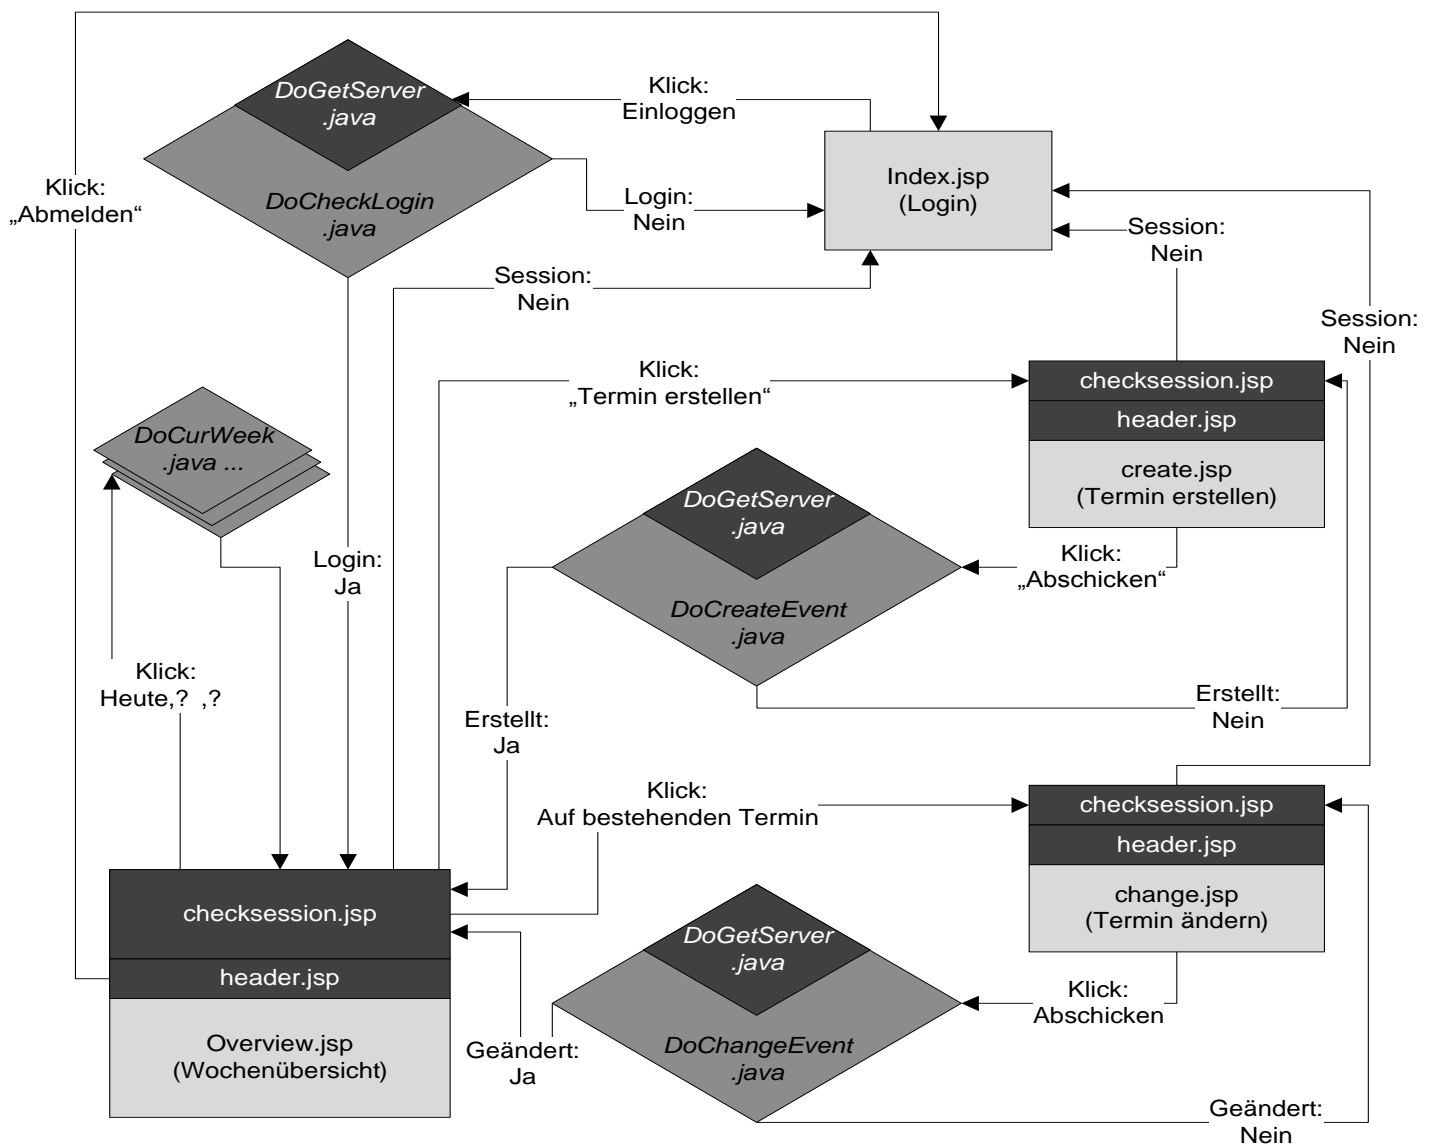 DoGetServer
.java
Klick:
Einloggen
Klick:
„Abmelden“
DoCheckLogin
.java
Login:
Nein
Index.jsp
(Login)
Session:
Nein
Session:
Nein
Session:
Nein
Klick:
„Termin erstellen“
checksession.jsp
header.jsp
create.jsp
(Termin erstellen)
DoCurWeek
.java ...
DoGetServer
.java
Klick:
„Abschicken“
Login:
Ja
DoCreateEvent
.java
Klick:
Heute,? ,?
Erstellt:
Ja
Erstellt:
Nein
Klick:
Auf bestehenden Termin
checksession.jsp
header.jsp
change.jsp
(Termin ändern)
checksession.jsp
header.jsp
Overview.jsp
(Wochenübersicht)
DoGetServer
.java
Klick:
Abschicken
Geändert:
Ja
DoChangeEvent
.java
Geändert:
Nein